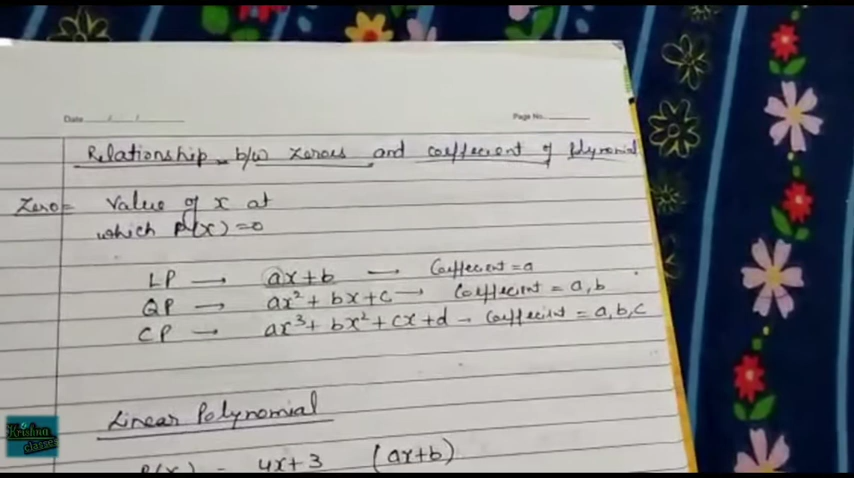 Date / /
Page No.
Relationship b/w zeroes and coefficient of Polynomial
Zero = Value of x at
which P(x) = 0
LP → ax+b → Coefficient = a
QP → ax² + bx + c → Coefficient = a, b
CP → ax³ + bx² + cx + d → Coefficient = a, b, c
Linear Polynomial
P(x) = 4x+3 (ax+b)
Krishna
classes